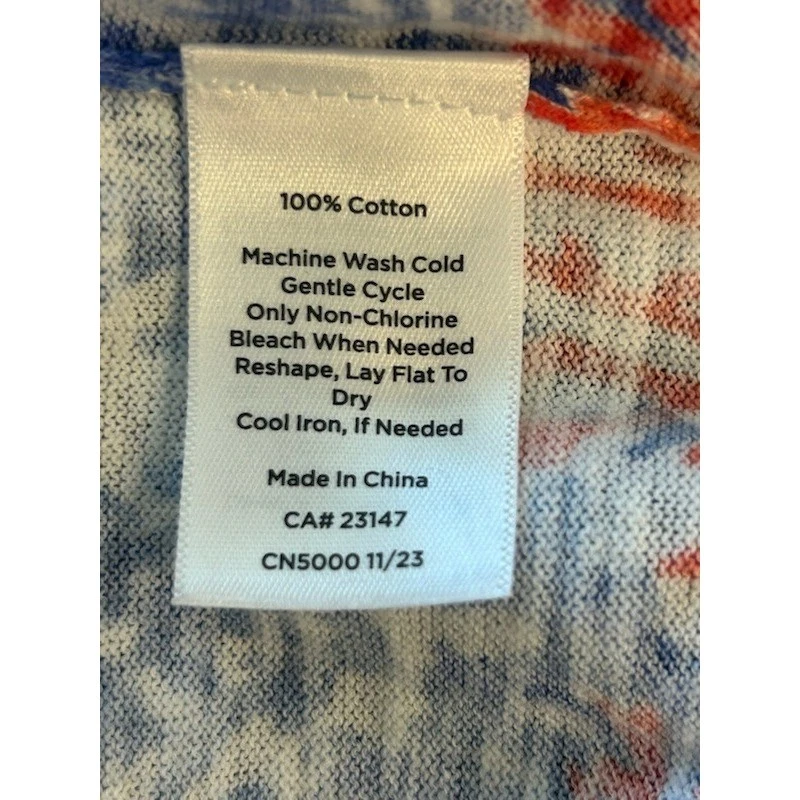 100% Cotton
Machine Wash Cold
Gentle Cycle
Only Non-Chlorine
Bleach When Needed
Reshape, Lay Flat To
Dry
Cool Iron, If Needed
Made In China
CA# 23147
CN5000 11/23